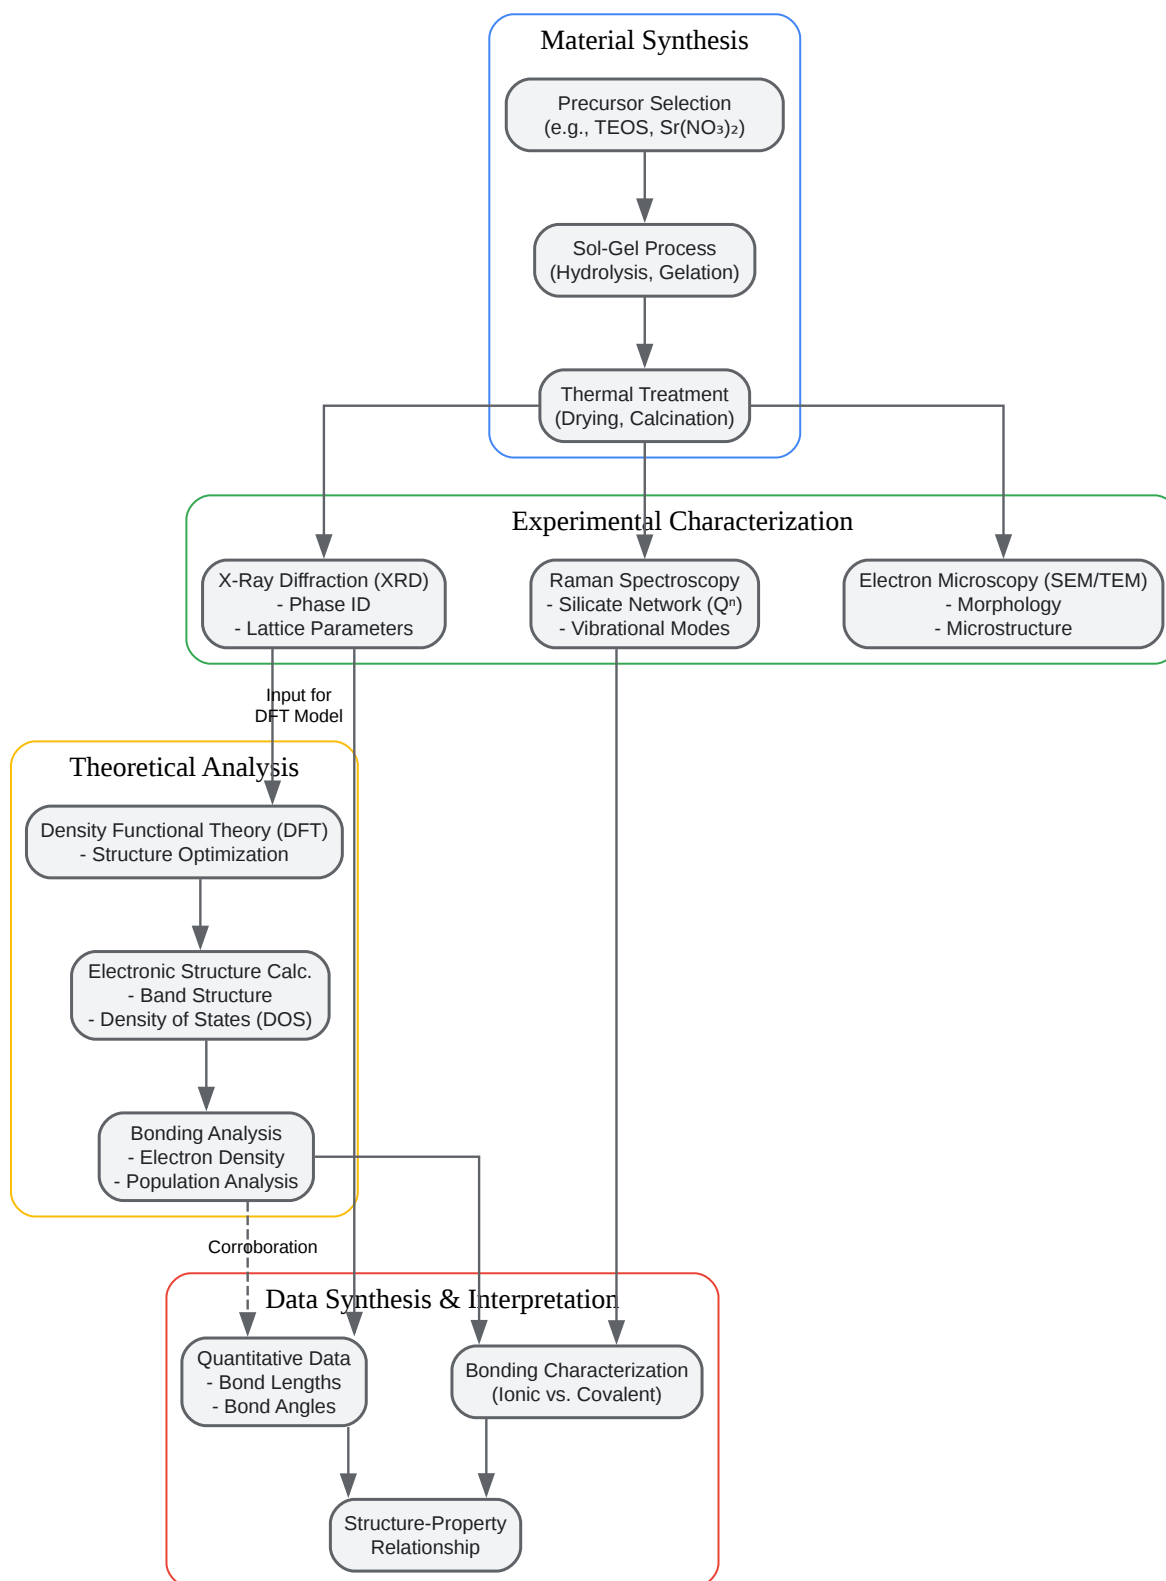 Material Synthesis
Precursor Selection
(e.g., TEOS, Sr(NO₃)₂)
Sol-Gel Process
(Hydrolysis, Gelation)
Thermal Treatment
(Drying, Calcination)
Experimental Characterization
X-Ray Diffraction (XRD)
- Phase ID
- Lattice Parameters
Raman Spectroscopy
- Silicate Network (Qⁿ)
- Vibrational Modes
Electron Microscopy (SEM/TEM)
- Morphology
- Microstructure
Input for
DFT Model
Theoretical Analysis
Density Functional Theory (DFT)
- Structure Optimization
Electronic Structure Calc.
- Band Structure
- Density of States (DOS)
Bonding Analysis
- Electron Density
- Population Analysis
Corroboration
Data Synthesis & Interpretation
Quantitative Data
- Bond Lengths
- Bond Angles
Bonding Characterization
(Ionic vs. Covalent)
Structure-Property
Relationship